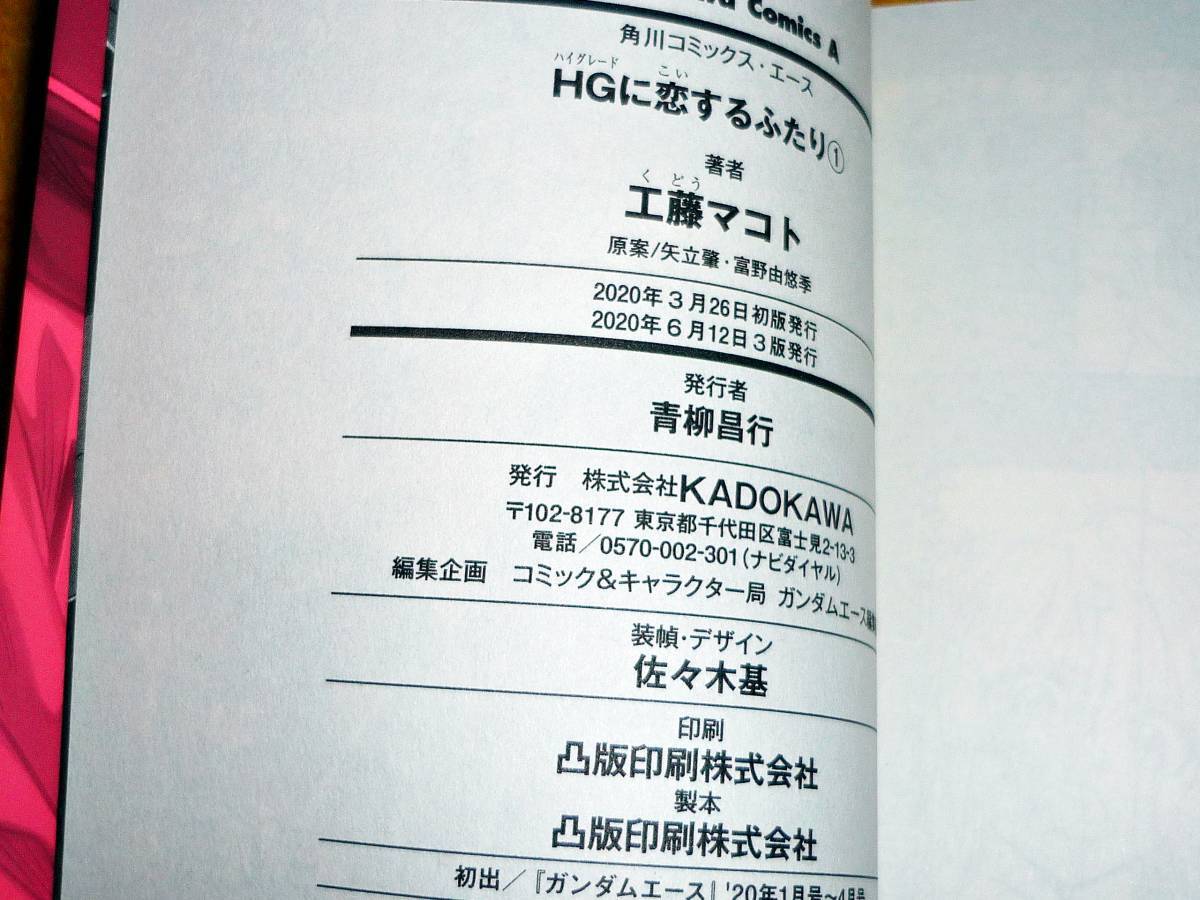 Comics A
角川コミックス・エース
ハイグレード こい
HGに恋するふたり①
著者
くどう
工藤マコト
原案/矢立肇・富野由悠季
2020年3月26日初版発行
2020年6月12日3版発行
発行者
青柳昌行
発行 株式会社KADOKAWA
〒102-8177 東京都千代田区富士見2-13-3
電話/0570-002-301(ナビダイヤル)
編集企画 コミック&キャラクター局 ガンダムエース編
装幀・デザイン
佐々木基
印刷
凸版印刷株式会社
製本
凸版印刷株式会社
初出/『ガンダムエース』'20年1月号~4月号